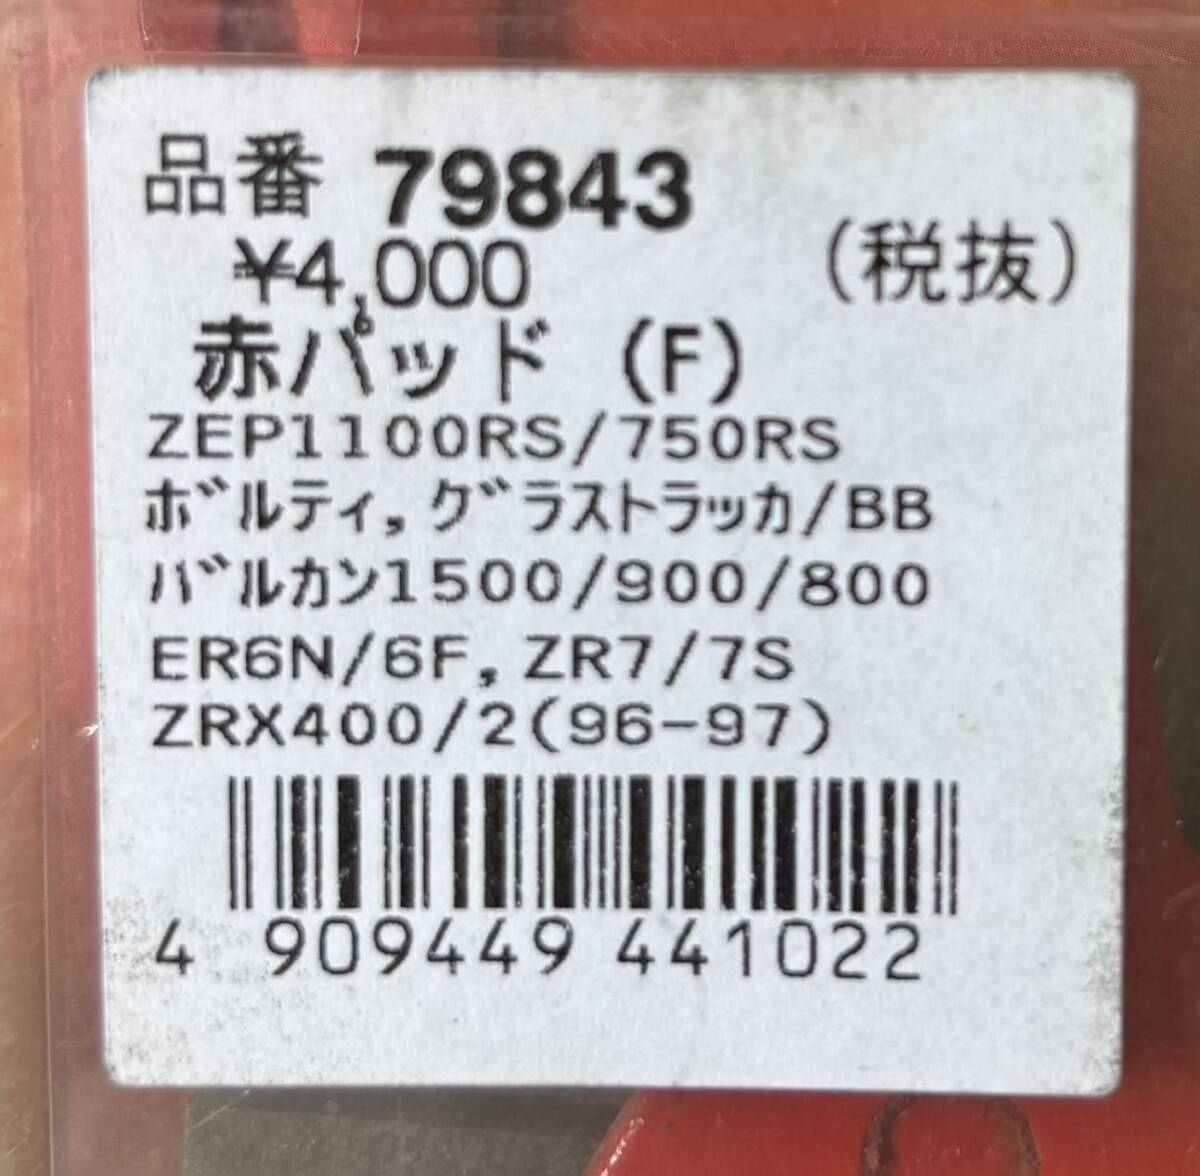 品番 79843
¥4,000 (税抜)
赤パッド (F)
ZEP1100RS/750RS
ボルティ,グラストラッカ/BB
バルカン1500/900/800
ER6N/6F,ZR7/7S
ZRX400/2(96-97)
4 909449 441022